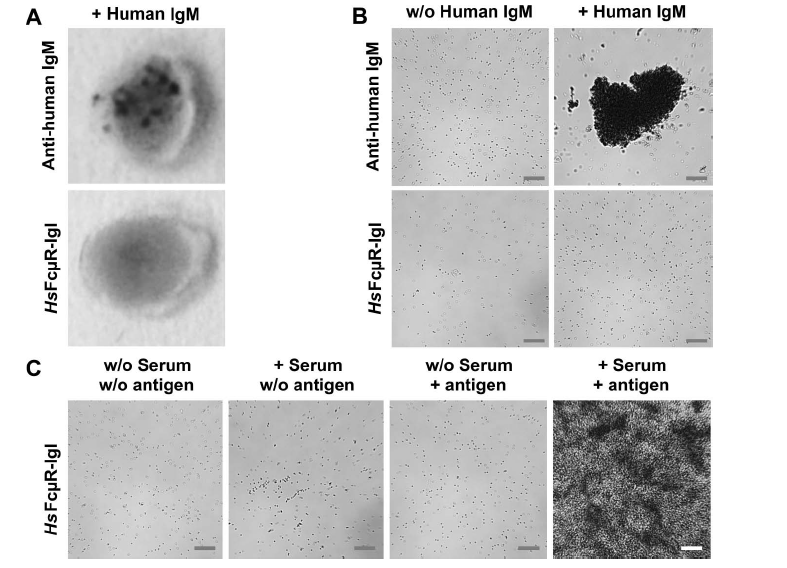 A
+ Human IgM
Anti-human IgM
HsFcμR-IgI
B
w/o Human IgM
+ Human IgM
Anti-human IgM
HsFcμR-IgI
C
w/o Serum
w/o antigen
+ Serum
w/o antigen
w/o Serum
+ antigen
+ Serum
+ antigen
HsFcμR-IgI